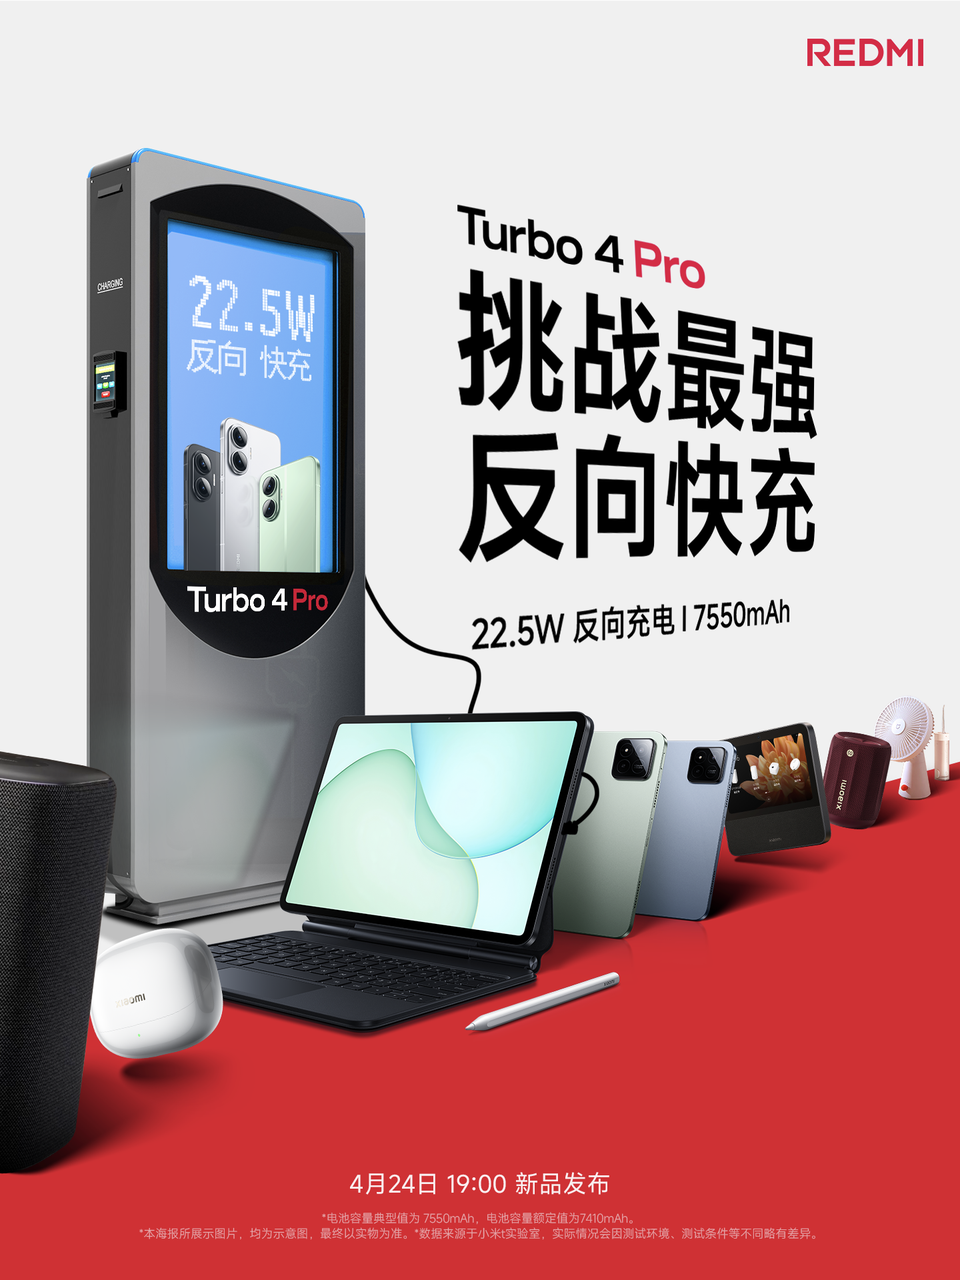 REDMI
CHARGING
22.5W
反向 快充
Turbo 4 Pro
Turbo 4 Pro
挑战最强
反向快充
22.5W 反向充电 | 7550mAh
xiaomi
xiaomi
4月24日 19:00 新品发布
*电池容量典型值为 7550mAh，电池容量额定值为7410mAh。
*本海报所展示图片，均为示意图，最终以实物为准。*数据来源于小米t实验室，实际情况会因测试环境、测试条件等不同略有差异。